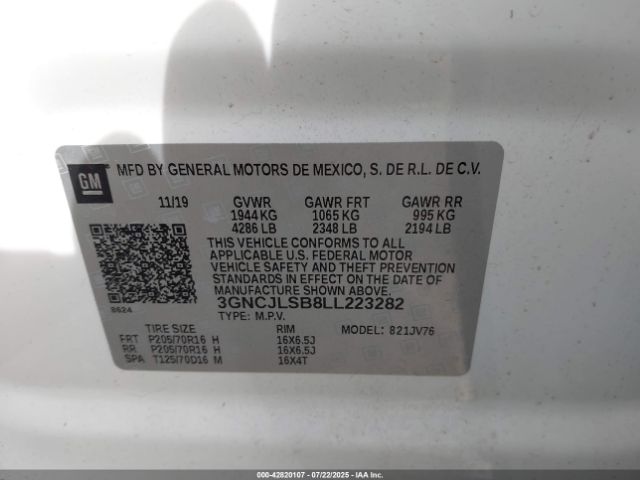 GM
MFD BY GENERAL MOTORS DE MEXICO, S. DE R.L. DE C.V.
11/19 GVWR GAWR FRT GAWR RR
1944 KG 1065 KG 995 KG
4286 LB 2348 LB 2194 LB
THIS VEHICLE CONFORMS TO ALL
APPLICABLE U.S. FEDERAL MOTOR
VEHICLE SAFETY AND THEFT PREVENTION
STANDARDS IN EFFECT ON THE DATE OF
MANUFACTURE SHOWN ABOVE.
3GNCJLSB8LL223282
8624 TYPE: M.P.V.
TIRE SIZE RIM MODEL: 821JV76
FRT P205/70R16 H 16X6.5J
RR P205/70R16 H 16X6.5J
SPA T125/70D16 M 16X4T
000-42820107 - 07/22/2025 - IAAI.com